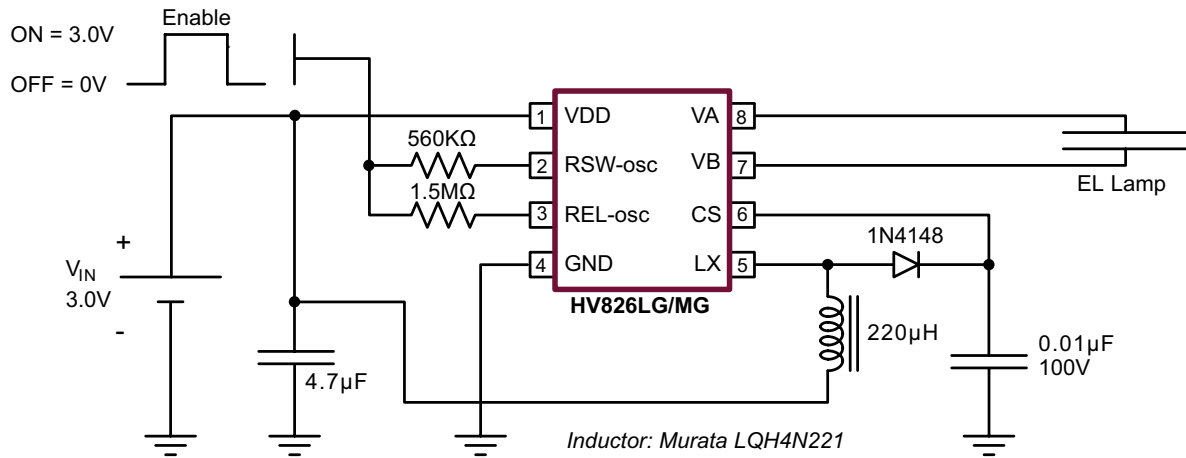 Enable
ON = 3.0V
OFF = 0V
1 VDD VA 8
560KΩ
2 RSW-osc VB 7
1.5MΩ
EL Lamp
3 REL-osc CS 6
1N4148
+
4 GND LX 5
VIN
3.0V
HV826LG/MG
-
220µH
0.01µF
100V
4.7µF
Inductor: Murata LQH4N221